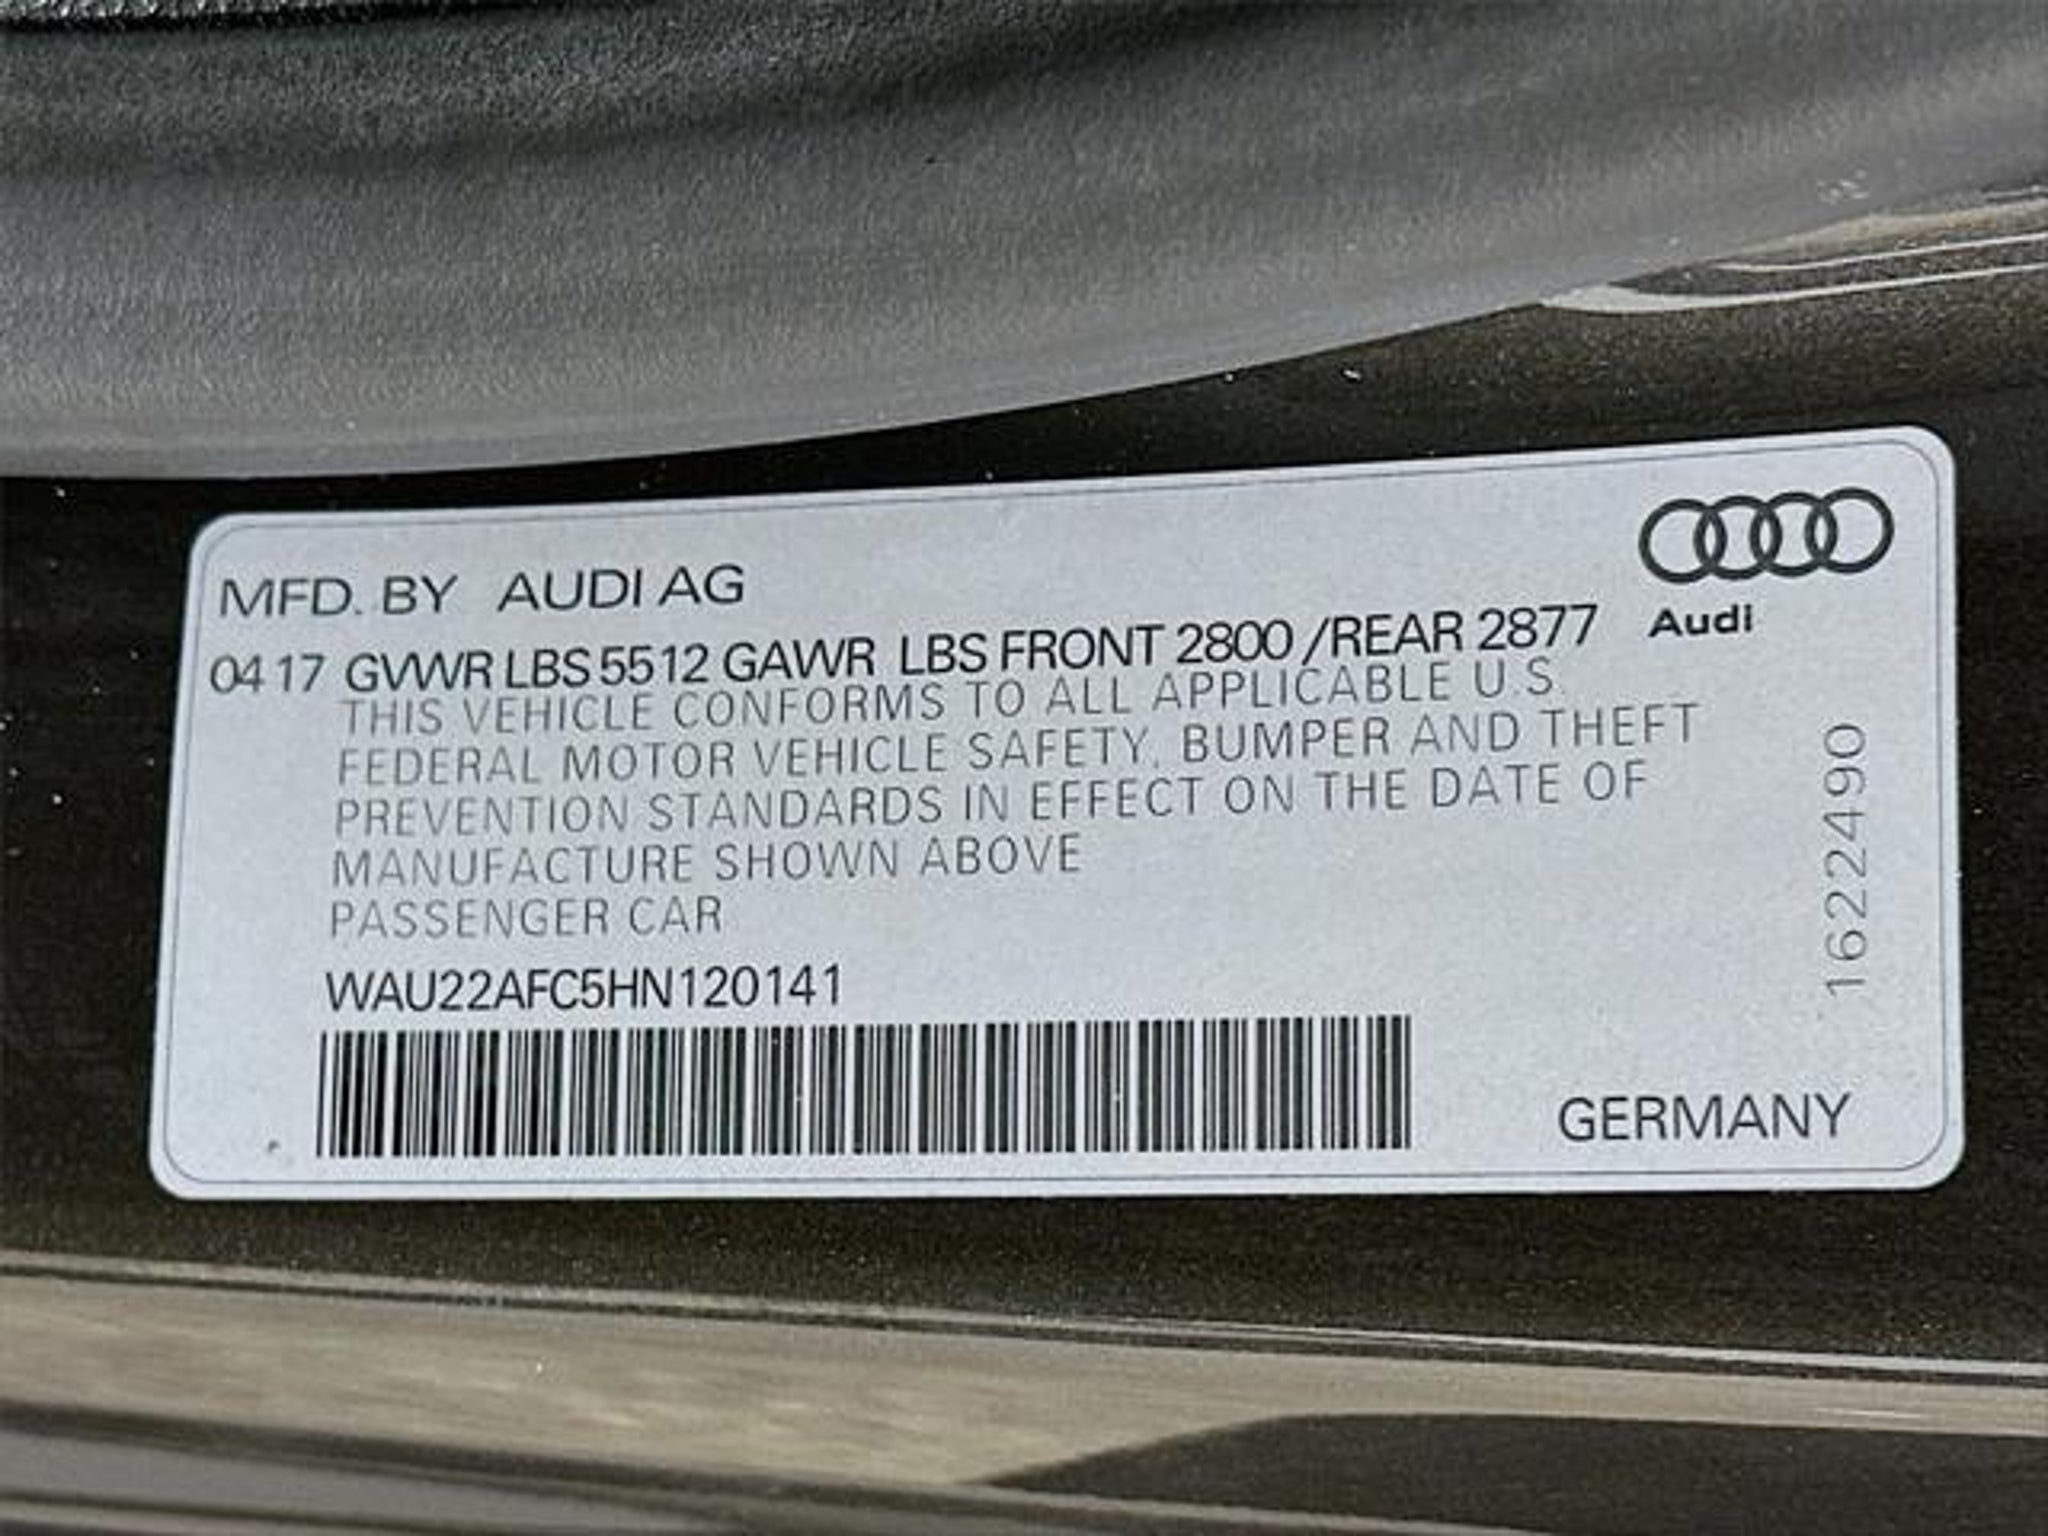 MFD. BY AUDI AG
Audi
04 17 GVWR LBS 5512 GAWR LBS FRONT 2800 /REAR 2877
THIS VEHICLE CONFORMS TO ALL APPLICABLE U.S.
FEDERAL MOTOR VEHICLE SAFETY, BUMPER AND THEFT
PREVENTION STANDARDS IN EFFECT ON THE DATE OF
MANUFACTURE SHOWN ABOVE
PASSENGER CAR
WAU22AFC5HN120141
GERMANY
16224490